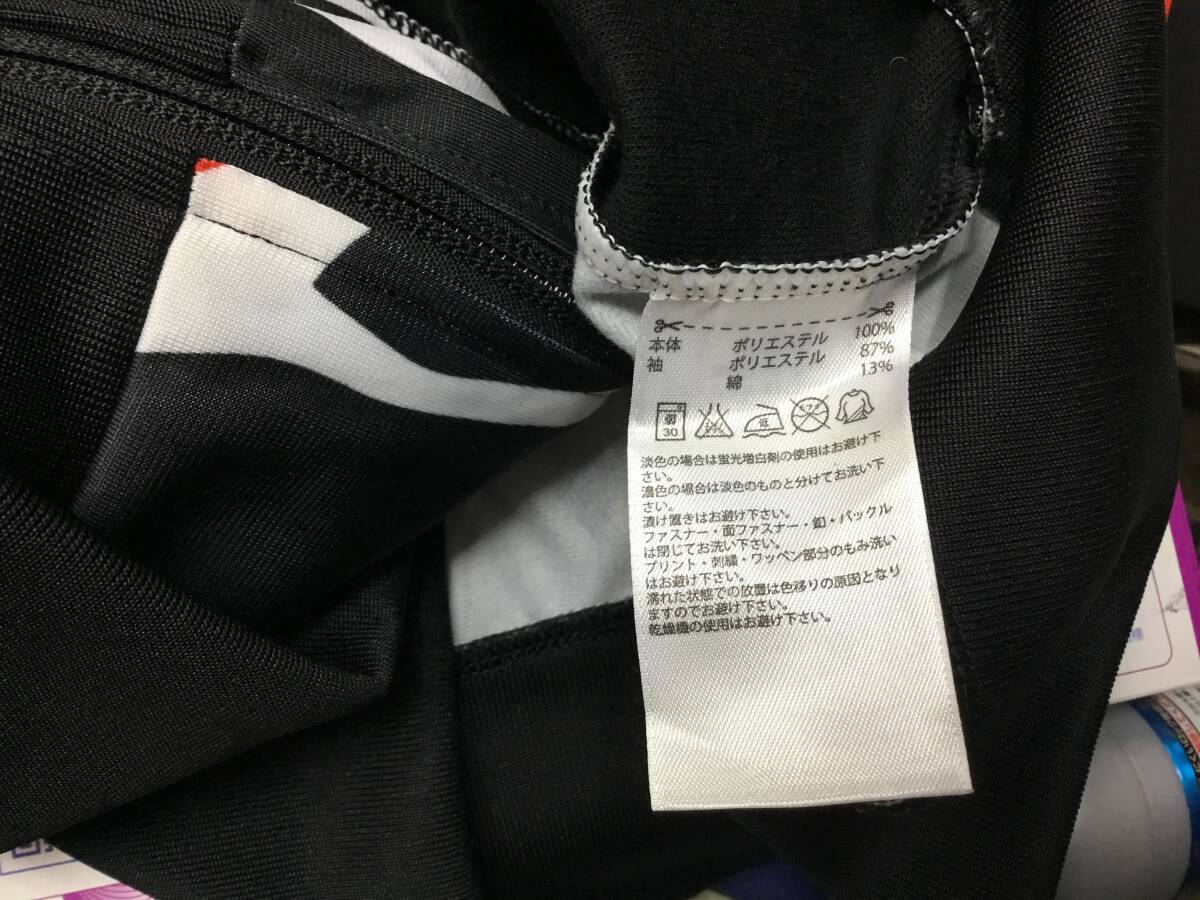 本体 ポリエステル 100%
袖 ポリエステル 87%
綿 13%
弱 30 低
淡色の場合は蛍光増白剤の使用はお避け下
さい。
濃色の場合は淡色のものと分けてお洗い下
さい。
漬け置きはお避け下さい。
ファスナー・面ファスナー・釦・バックル
は閉じてお洗い下さい。
プリント・刺繍・ワッペン部分のもみ洗い
はお避け下さい。
濡れた状態での放置は色移りの原因となり
ますのでお避け下さい。
乾燥機の使用はお避け下さい。